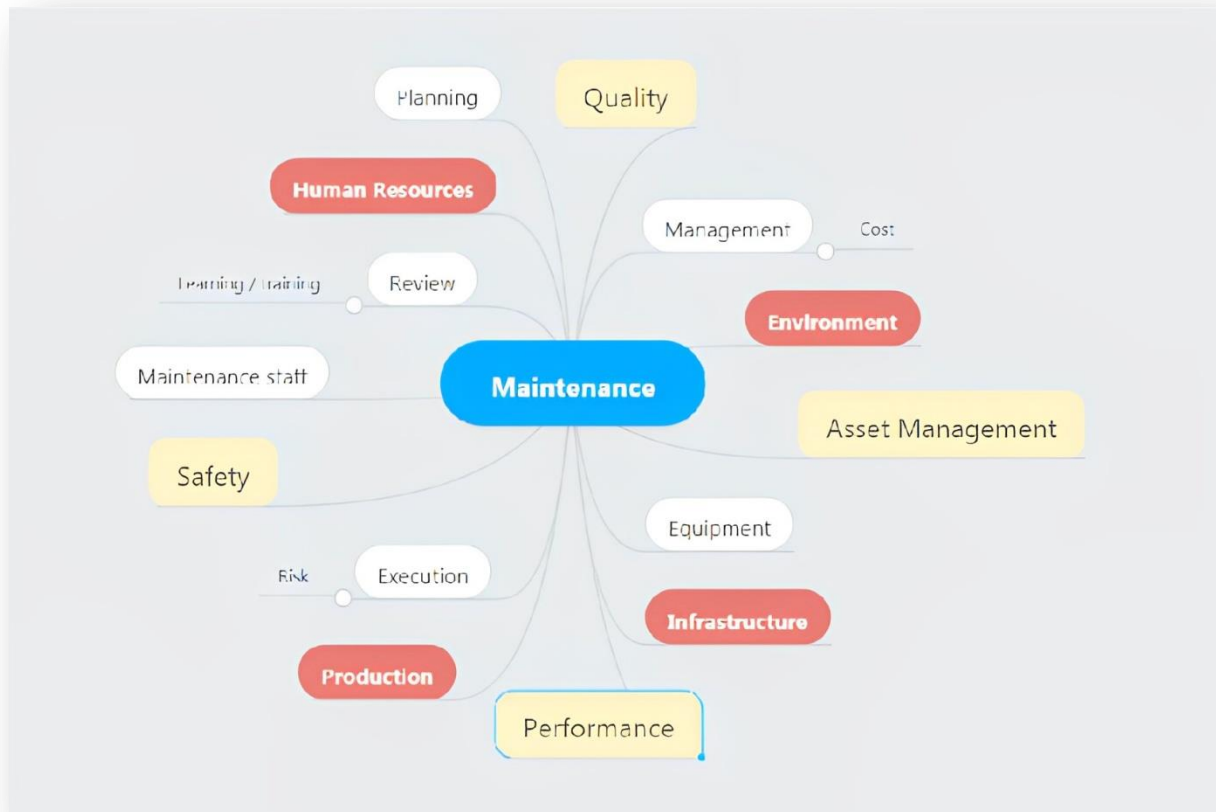 Planning
Quality
Human Resources
Management
Cost
Learning / Training
Review
Environment
Maintenance staff
Maintenance
Asset Management
Safety
Equipment
Risk
Execution
Infrastructure
Production
Performance